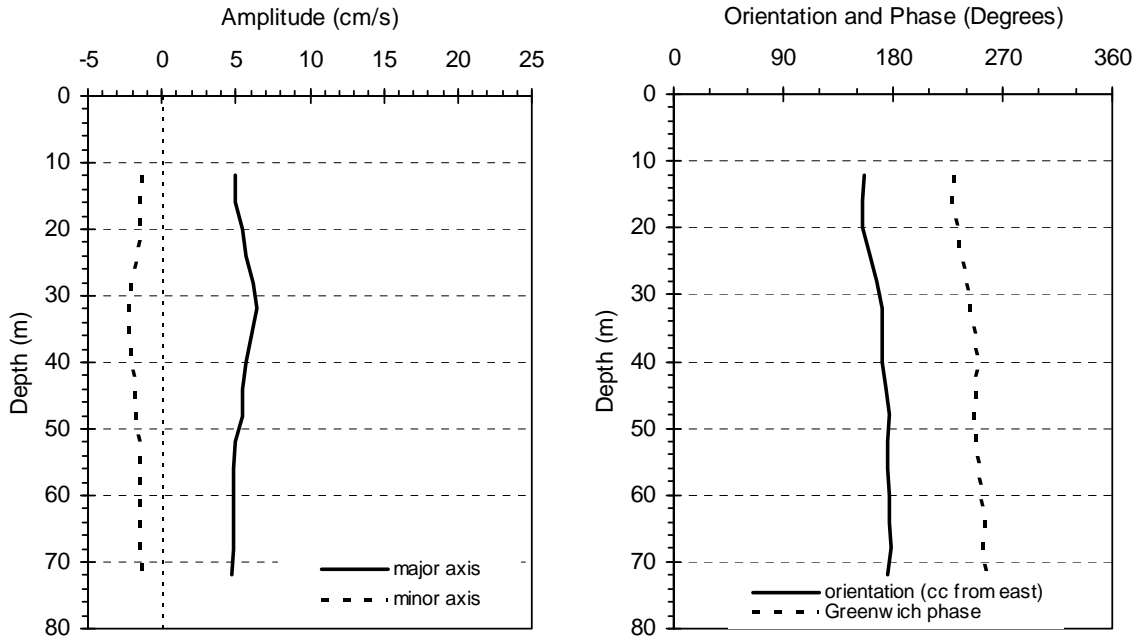 Amplitude (cm/s)
-5 0 5 10 15 20 25
0
10
20
30
40
50
60
70
80
Depth (m)
major axis
minor axis
Orientation and Phase (Degrees)
0 90 180 270 360
0
10
20
30
40
50
60
70
80
Depth (m)
orientation (cc from east)
Greenwich phase